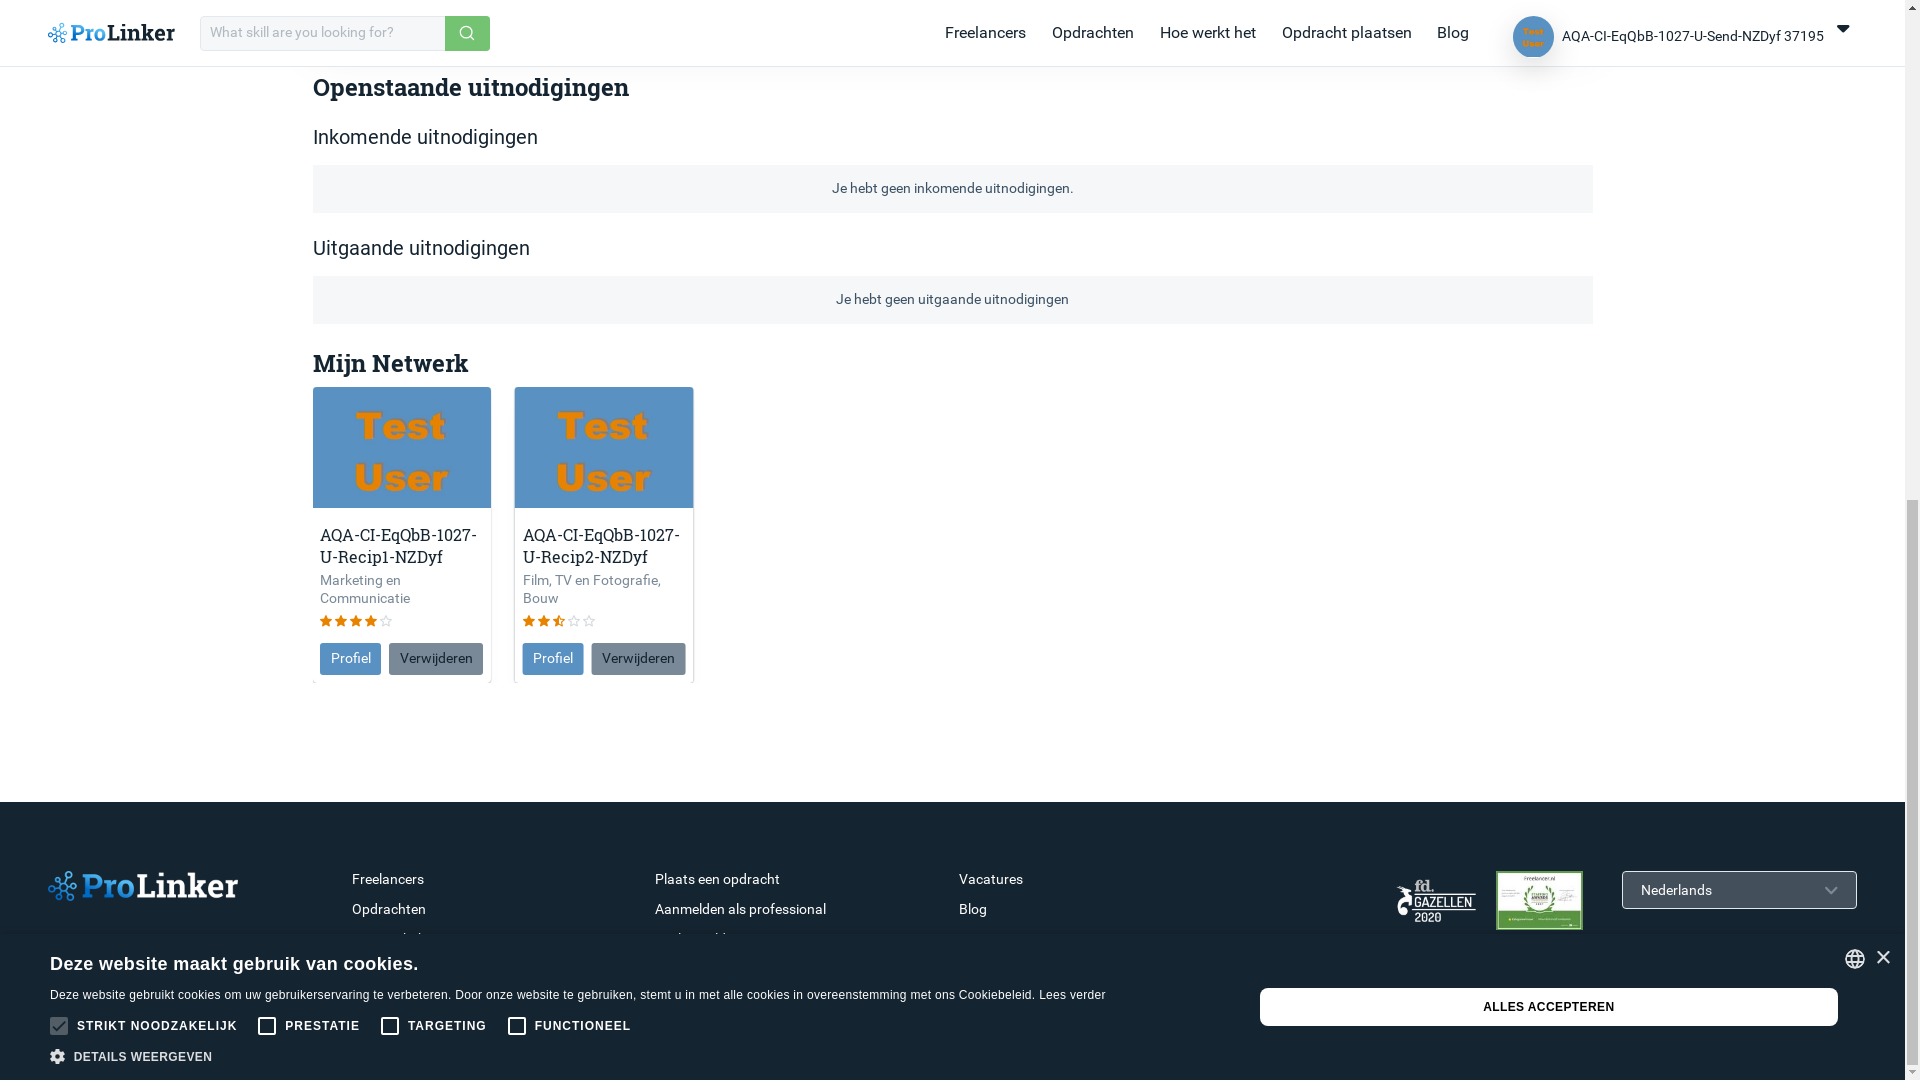 ProLinker
What skill are you looking for?
Freelancers
Opdrachten
Hoe werkt het
Opdracht plaatsen
Blog
AQA-CI-EqQbB-1027-U-Send-NZDyf 37195
Openstaande uitnodigingen
Inkomende uitnodigingen
Je hebt geen inkomende uitnodigingen.
Uitgaande uitnodigingen
Je hebt geen uitgaande uitnodigingen
Mijn Netwerk
Test
User
AQA-CI-EqQbB-1027-
U-Recip1-NZDyf
Marketing en
Communicatie
Profiel
Verwijderen
Test
User
AQA-CI-EqQbB-1027-
U-Recip2-NZDyf
Film, TV en Fotografie,
Bouw
Profiel
Verwijderen
ProLinker
Freelancers
Opdrachten
Plaats een opdracht
Aanmelden als professional
Vacatures
Blog
fd.
GAZELLEN
2020
Freelancer.nl
Nederlands
Deze website maakt gebruik van cookies.
Deze website gebruikt cookies om uw gebruikerservaring te verbeteren. Door onze website te gebruiken, stemt u in met alle cookies in overeenstemming met ons Cookiebeleid. Lees verder
STRIKT NOODZAKELIJK
PRESTATIE
TARGETING
FUNCTIONEEL
DETAILS WEERGEVEN
ALLES ACCEPTEREN